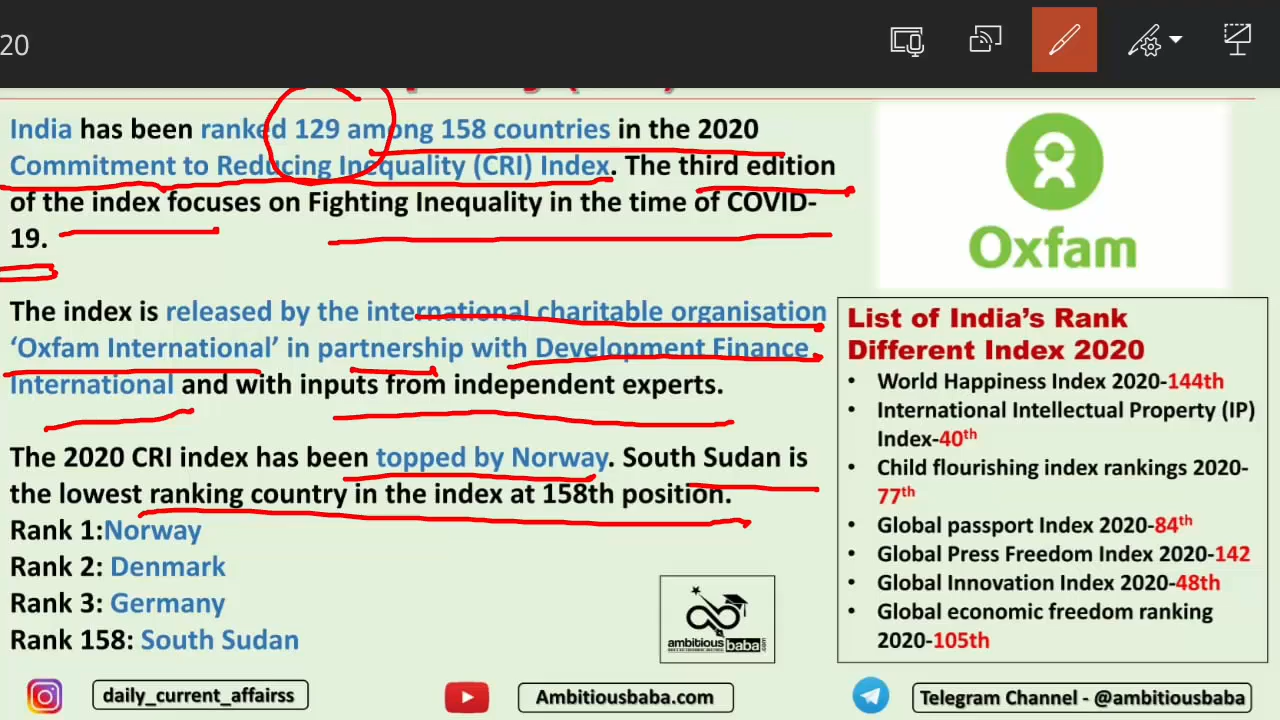 20
India has been ranked 129 among 158 countries in the 2020
Commitment to Reducing Inequality (CRI) Index. The third edition
of the index focuses on Fighting Inequality in the time of COVID-
19.
The index is released by the international charitable organisation
‘Oxfam International’ in partnership with Development Finance
International and with inputs from independent experts.
The 2020 CRI index has been topped by Norway. South Sudan is
the lowest ranking country in the index at 158th position.
Rank 1:Norway
Rank 2: Denmark
Rank 3: Germany
Rank 158: South Sudan
Oxfam
List of India’s Rank
Different Index 2020
• World Happiness Index 2020-144th
• International Intellectual Property (IP)
Index-40th
• Child flourishing index rankings 2020-
77th
• Global passport Index 2020-84th
• Global Press Freedom Index 2020-142
• Global Innovation Index 2020-48th
• Global economic freedom ranking
2020-105th
ambitiousbaba.com
daily_current_affairss
Ambitiousbaba.com
Telegram Channel - @ambitiousbaba